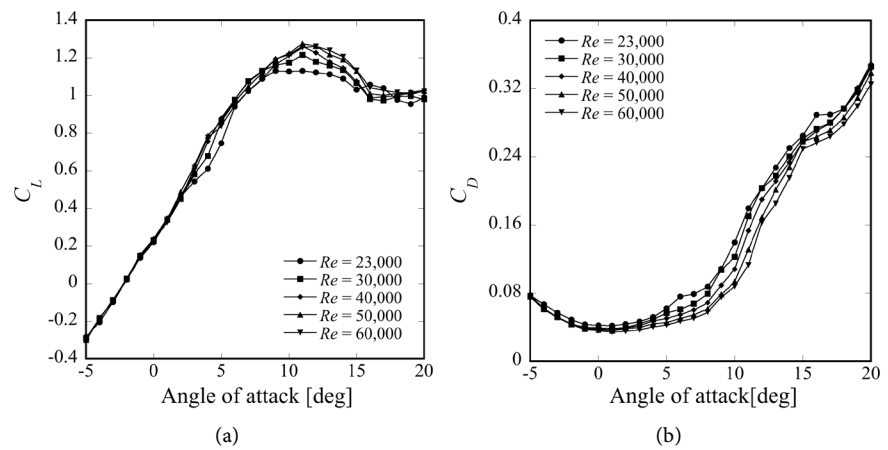 1.4
1.2
1
0.8
0.6
0.4
0.2
0
-0.2
-0.4
C_L
-5 0 5 10 15 20
Angle of attack [deg]
Re = 23,000
Re = 30,000
Re = 40,000
Re = 50,000
Re = 60,000
(a)
0.4
0.32
0.24
0.16
0.08
0
C_D
Re = 23,000
Re = 30,000
Re = 40,000
Re = 50,000
Re = 60,000
-5 0 5 10 15 20
Angle of attack[deg]
(b)